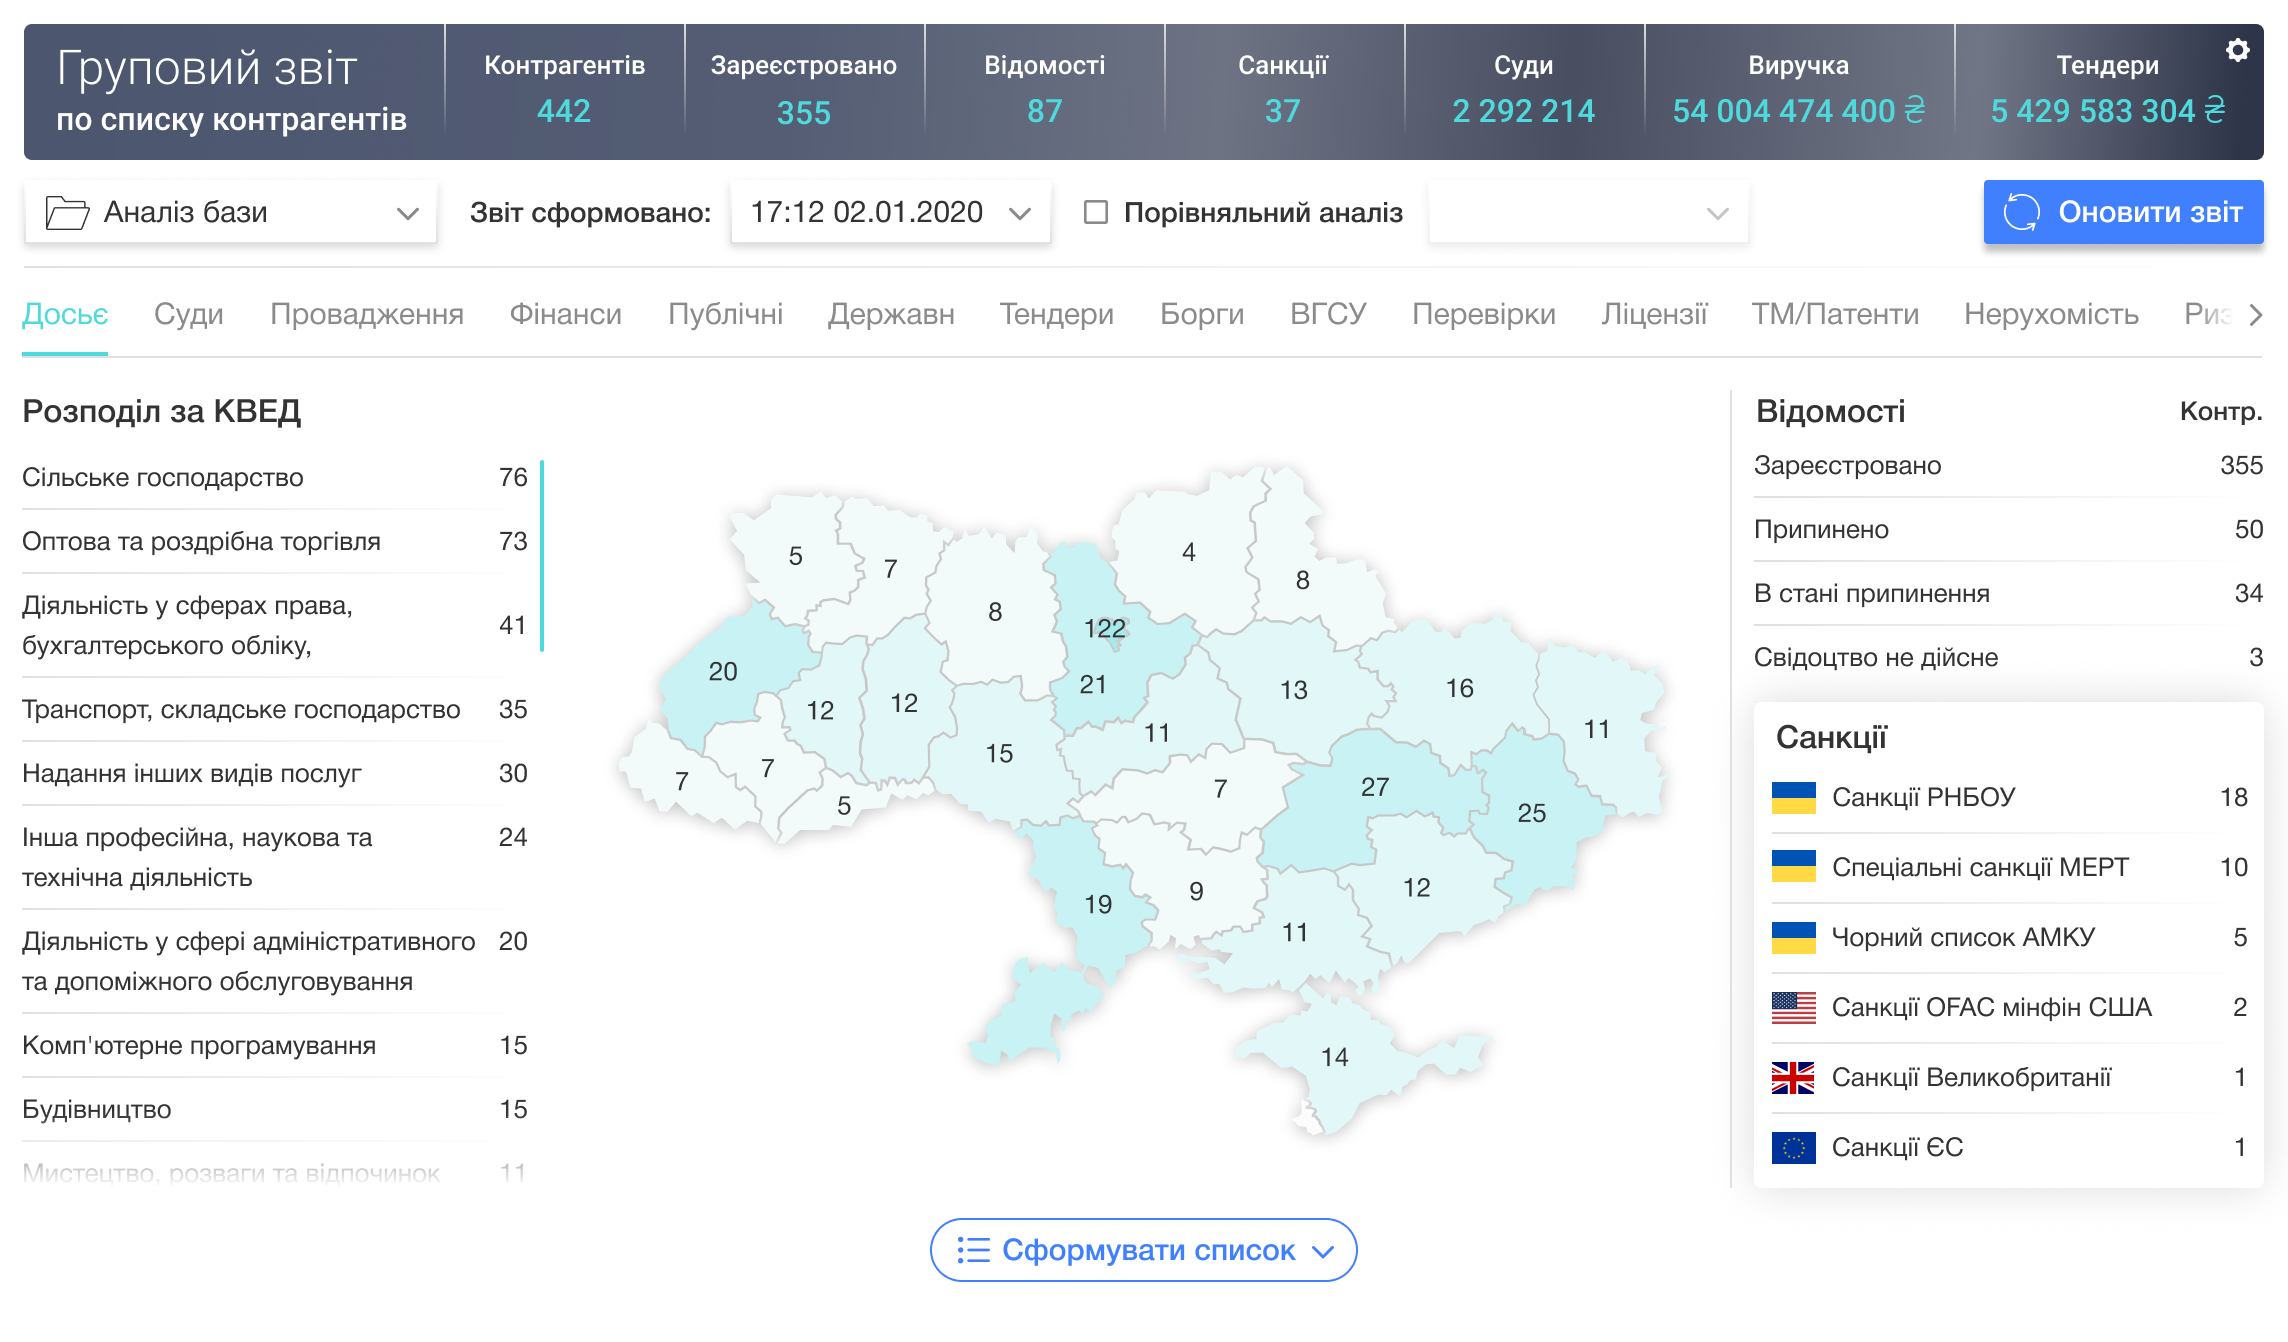 Груповий звіт
по списку контрагентів
Контрагентів
442
Зареєстровано
355
Відомості
87
Санкції
37
Суди
2 292 214
Виручка
54 004 474 400 ₴
Тендери
5 429 583 304 ₴
Аналіз бази
Звіт сформовано:
17:12 02.01.2020
Порівняльний аналіз
Оновити звіт
Досьє
Суди
Провадження
Фінанси
Публічні
Державн
Тендери
Борги
ВГСУ
Перевірки
Ліцензії
ТМ/Патенти
Нерухомість
Риз
Розподіл за КВЕД
Сільське господарство 76
Оптова та роздрібна торгівля 73
Діяльність у сферах права,
бухгалтерського обліку, 41
Транспорт, складське господарство 35
Надання інших видів послуг 30
Інша професійна, наукова та 24
технічна діяльність
Діяльність у сфері адміністративного 20
та допоміжного обслуговування
Комп'ютерне програмування 15
Будівництво 15
Мистецтво, розваги та відпочинок 11
5
7
8
4
8
122
20
12
12
21
13
16
11
15
11
7
7
5
7
27
25
19
9
12
11
14
Відомості Контр.
Зареєстровано 355
Припинено 50
В стані припинення 34
Свідоцтво не дійсне 3
Санкції
Санкції РНБОУ 18
Спеціальні санкції МЕРТ 10
Чорний список АМКУ 5
Санкції OFAC мінфін США 2
Санкції Великобританії 1
Санкції ЄС 1
Сформувати список